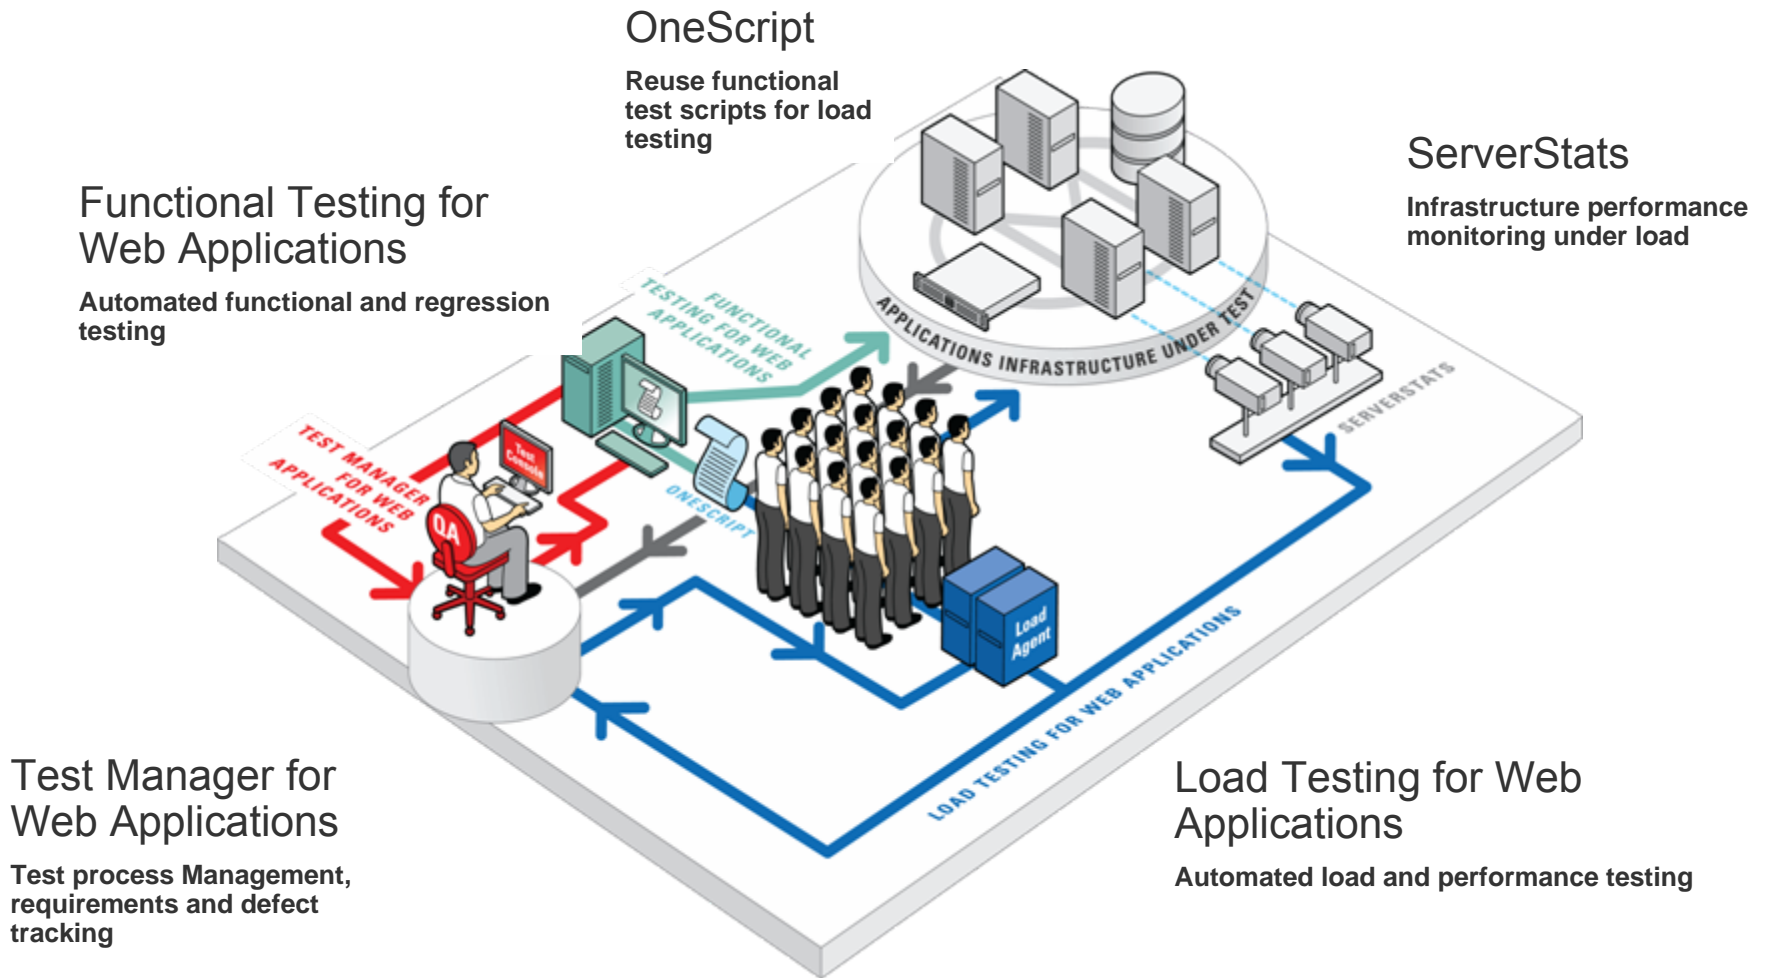 OneScript
Reuse functional
test scripts for load
testing
ServerStats
Infrastructure performance
monitoring under load
Functional Testing for
Web Applications
Automated functional and regression
testing
FUNCTIONAL
TESTING FOR WEB
APPLICATIONS
APPLICATIONS INFRASTRUCTURE UNDER TEST
SERVERSTATS
TEST MANAGER
FOR WEB
APPLICATIONS
Test
Console
QA
ONESCRIPT
Load
Agent
LOAD TESTING FOR WEB APPLICATIONS
Test Manager for
Web Applications
Test process Management,
requirements and defect
tracking
Load Testing for Web
Applications
Automated load and performance testing